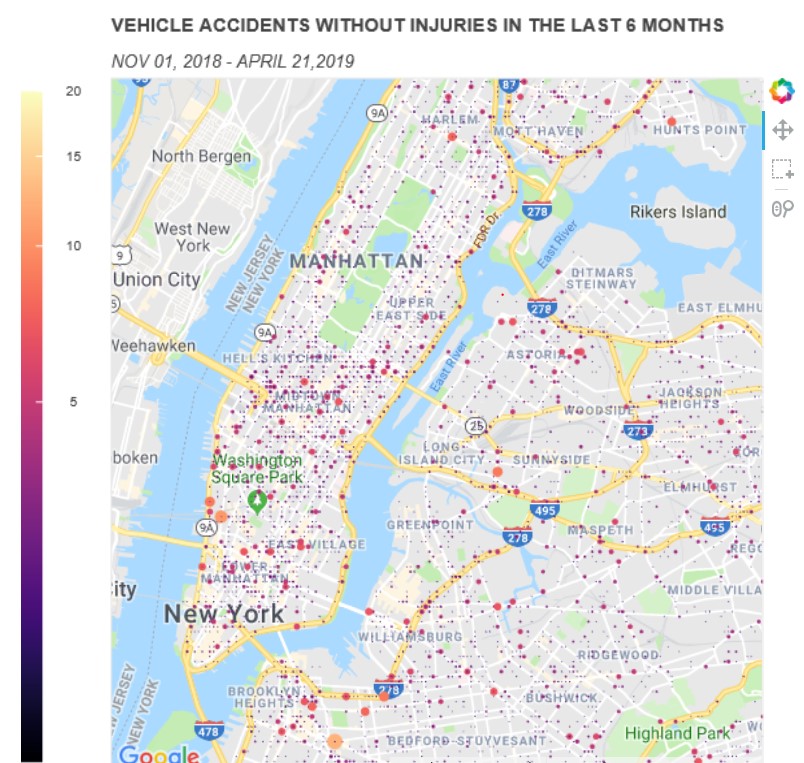 VEHICLE ACCIDENTS WITHOUT INJURIES IN THE LAST 6 MONTHS
NOV 01, 2018 - APRIL 21,2019
20
15
10
5
87
9A
HARLEM
MOTT HAVEN
HUNTS POINT
North Bergen
278
Rikers Island
West New
York
FDR Dr
East River
9
NEW JERSEY
NEW YORK
MANHATTAN
Union City
DITMARS
STEINWAY
UPPER
EAST SIDE
278
EAST ELMHU
9A
Weehawken
HELL'S KITCHEN
East River
ASTORIA
MIDTOWN
MANHATTAN
JACKSON
HEIGHTS
WOODSIDE
25
273
LONG
ISLAND CITY
SUNNYSIDE
boken
Washington
Square Park
ELMHURST
495
9A
GREENPOINT
278
MASPETH
495
REGO
EAST VILLAGE
LOWER
MANHATTAN
ity
MIDDLE VILLA
New York
WILLIAMSBURG
RIDGEWOOD
JERSEY
NEW YORK
BROOKLYN
HEIGHTS
278
BUSHWICK
478
BEDFORD-STUYVESANT
Highland Park
Google